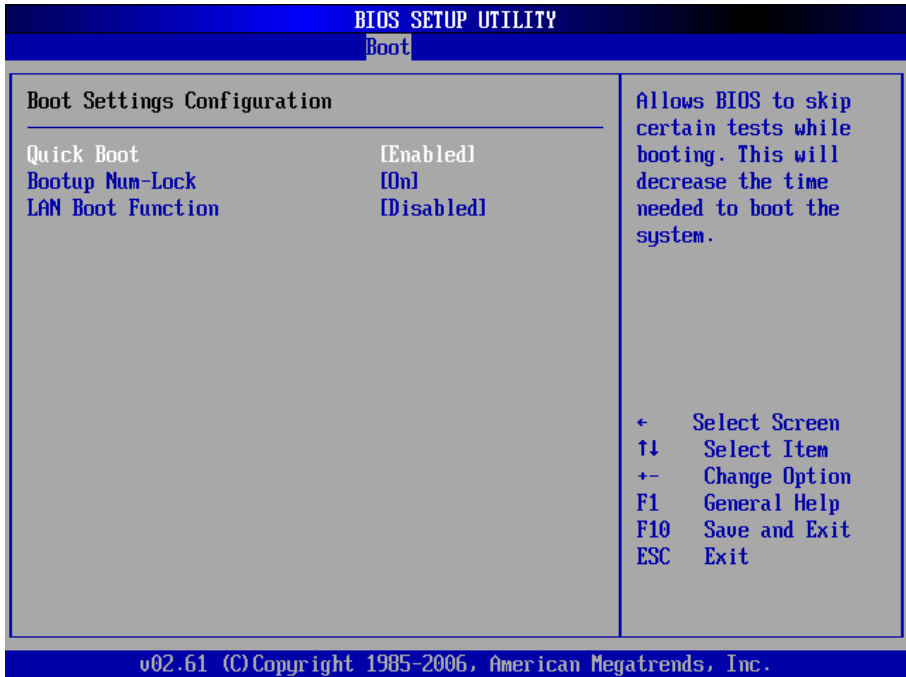 BIOS SETUP UTILITY
Boot
Boot Settings Configuration
Quick Boot [Enabled]
Bootup Num-Lock [On]
LAN Boot Function [Disabled]
Allows BIOS to skip
certain tests while
booting. This will
decrease the time
needed to boot the
system.
← Select Screen
↑↓ Select Item
+- Change Option
F1 General Help
F10 Save and Exit
ESC Exit
v02.61 (C)Copyright 1985-2006, American Megatrends, Inc.